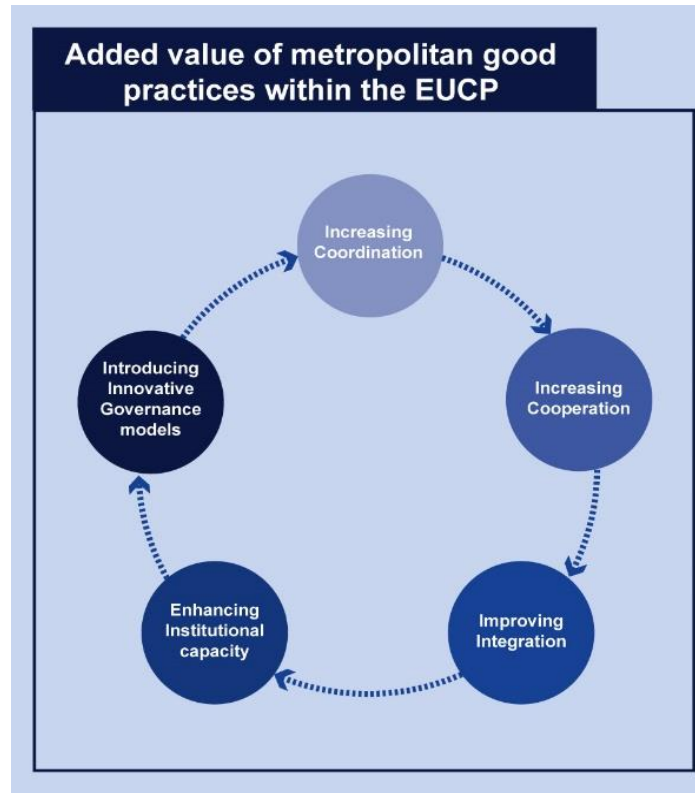 Added value of metropolitan good
practices within the EUCP
Increasing
Coordination
Increasing
Cooperation
Improving
Integration
Enhancing
Institutional
capacity
Introducing
Innovative
Governance
models